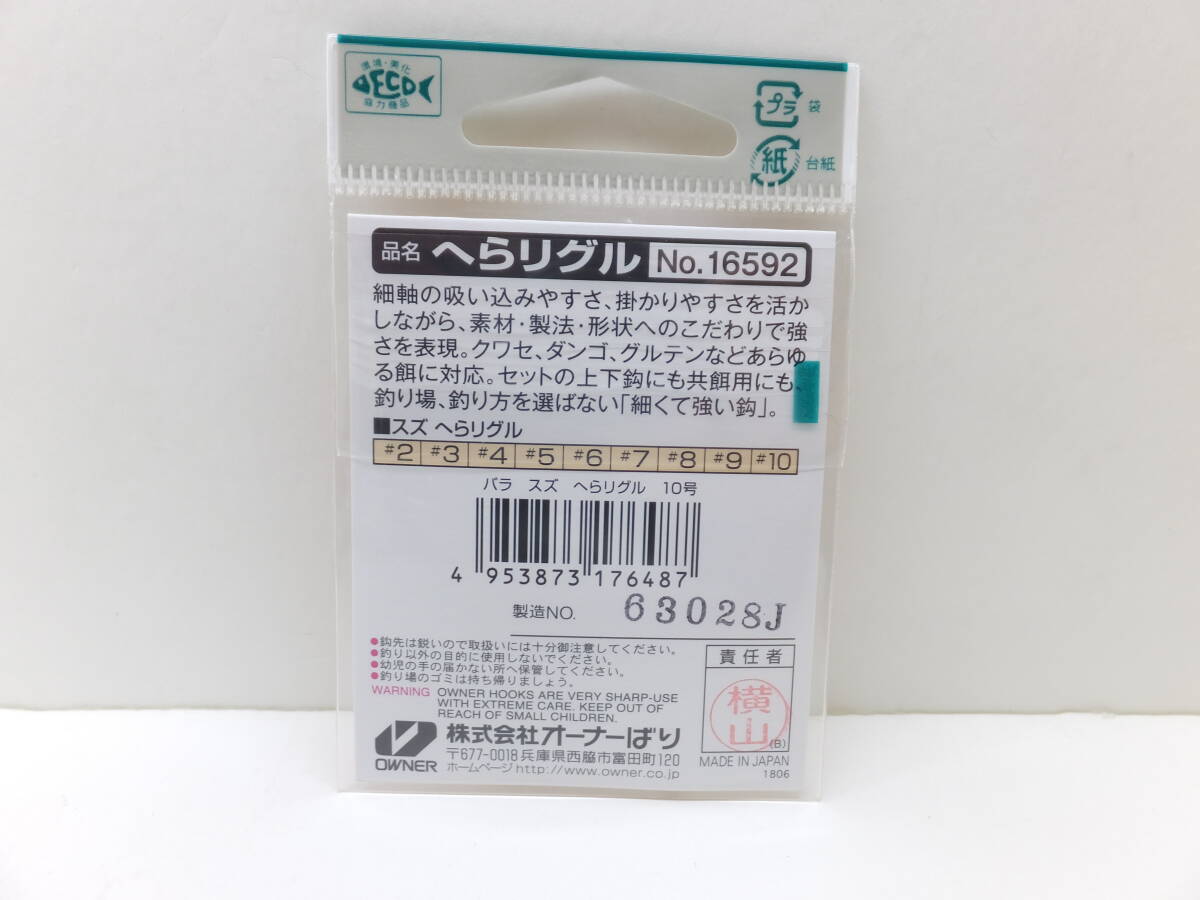 環境・美化
ECO
協力商品
プラ 袋
紙 台紙
品名 へらリグル No.16592
細軸の吸い込みやすさ、掛かりやすさを活か
しながら、素材・製法・形状へのこだわりで強
さを表現。クワセ、ダンゴ、グルテンなどあらゆ
る餌に対応。セットの上下鈎にも共餌用にも、
釣り場、釣り方を選ばない「細くて強い鈎」。
■スズ へらリグル
#2 #3 #4 #5 #6 #7 #8 #9 #10
バラ スズ へらリグル 10号
4 953873 176487
製造NO. 63028J
●鈎先は鋭いので取扱いには十分御注意してください。
●釣り以外の目的に使用しないでください。
●幼児の手の届かない所へ保管してください。
●釣り場のゴミは持ち帰りましょう。
WARNING OWNER HOOKS ARE VERY SHARP-USE
WITH EXTREME CARE. KEEP OUT OF
REACH OF SMALL CHILDREN.
責任者
横山
(B)
OWNER
株式会社オーナーばり
〒677-0018 兵庫県西脇市富田町120
ホームページ http://www.owner.co.jp
MADE IN JAPAN
1806